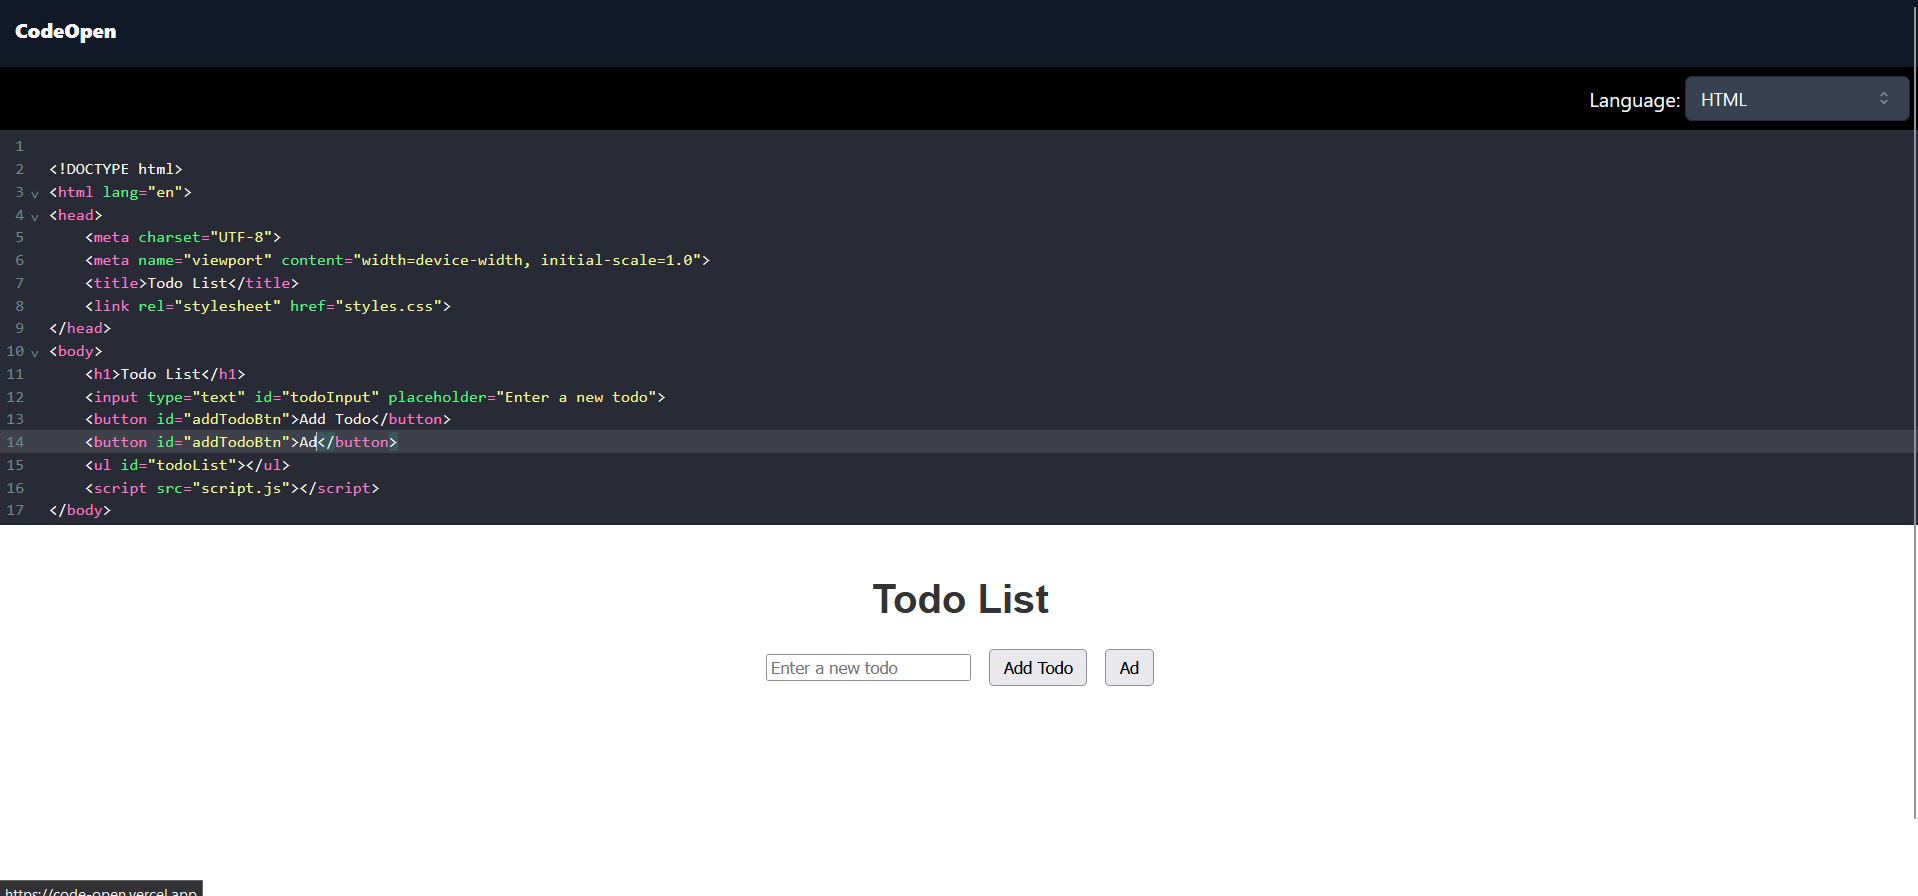 CodeOpen
Language: HTML
1
2 <!DOCTYPE html>
3 <html lang="en">
4 <head>
5 <meta charset="UTF-8">
6 <meta name="viewport" content="width=device-width, initial-scale=1.0">
7 <title>Todo List</title>
8 <link rel="stylesheet" href="styles.css">
9 </head>
10 <body>
11 <h1>Todo List</h1>
12 <input type="text" id="todoInput" placeholder="Enter a new todo">
13 <button id="addTodoBtn">Add Todo</button>
14 <button id="addTodoBtn">Ad</button>
15 <ul id="todoList"></ul>
16 <script src="script.js"></script>
17 </body>
Todo List
Enter a new todo Add Todo Ad
https://code-open.vercel.app